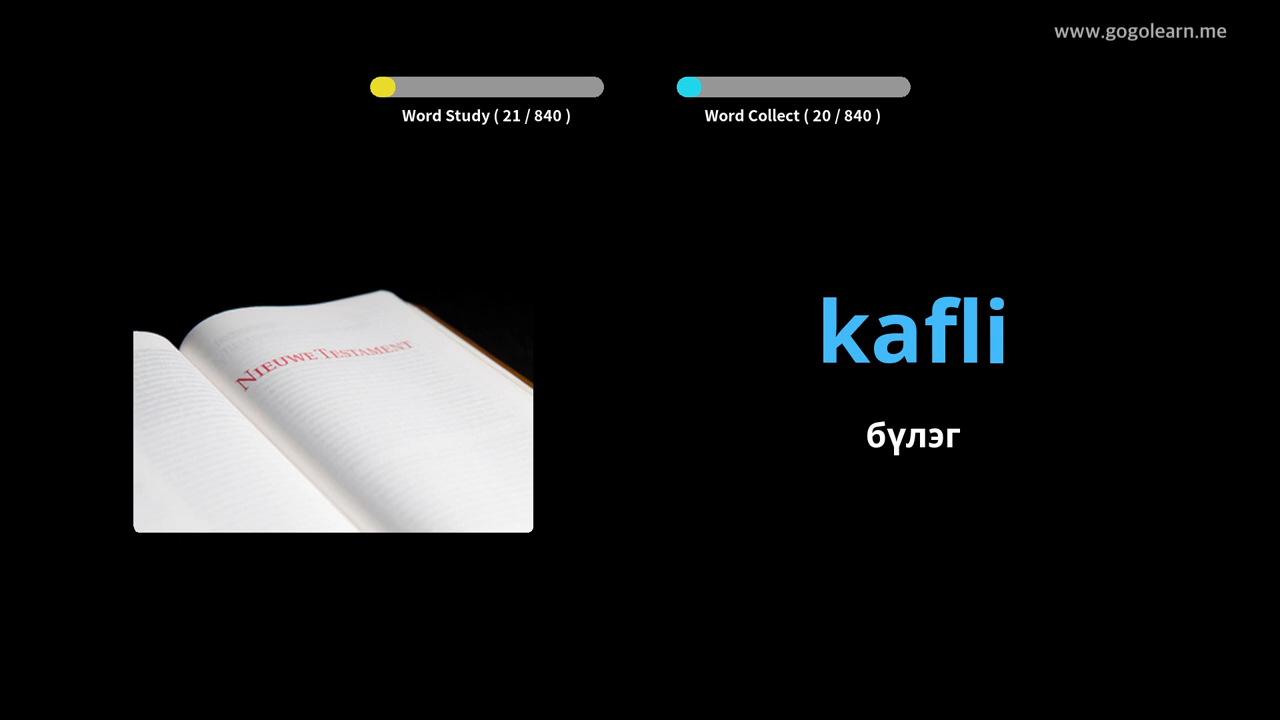 www.gogolearn.me
Word Study ( 21 / 840 )
Word Collect ( 20 / 840 )
NIEUWE TESTAMENT
kafli
бүлэг